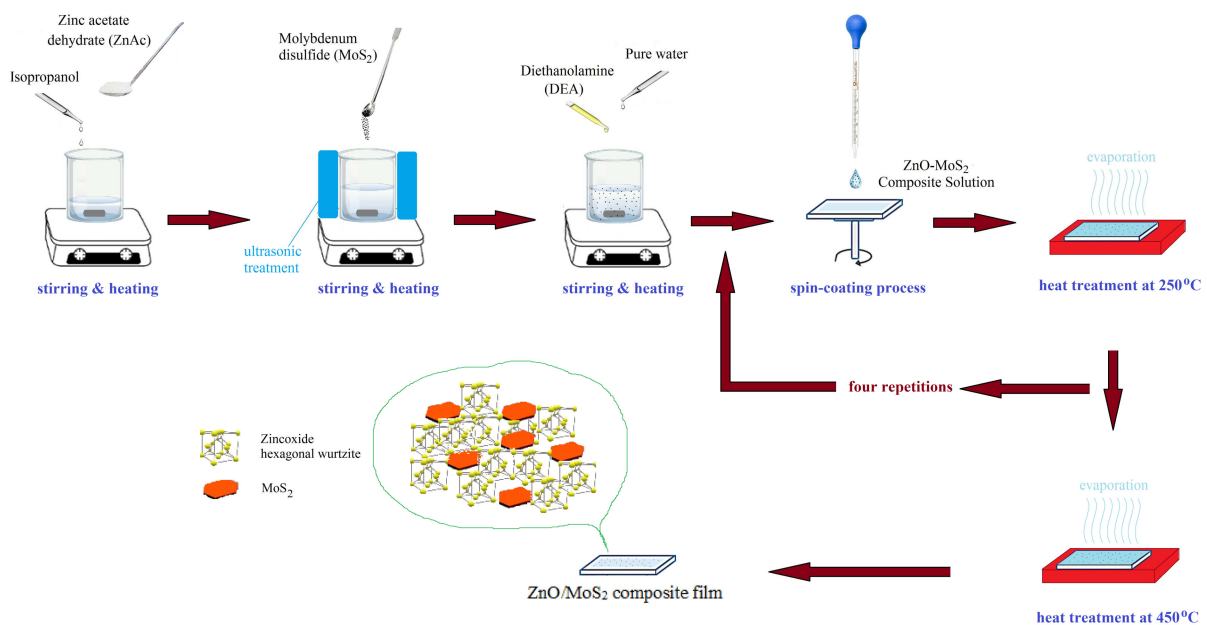 Zinc acetate
dehydrate (ZnAc)
Isopropanol
stirring & heating
Molybdenum
disulfide (MoS₂)
ultrasonic
treatment
stirring & heating
Diethanolamine
(DEA)
Pure water
stirring & heating
ZnO-MoS₂
Composite Solution
spin-coating process
evaporation
heat treatment at 250°C
four repetitions
evaporation
heat treatment at 450°C
Zincoxide
hexagonal wurtzite
MoS₂
ZnO/MoS₂ composite film